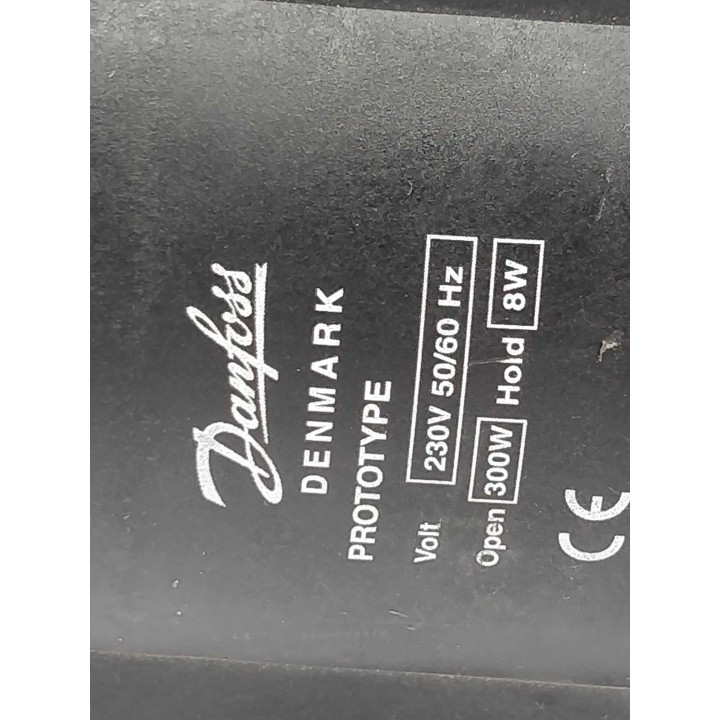 Danfoss
DENMARK
PROTOTYPE
Volt 230V 50/60 Hz
Open 300W Hold 8W
CE